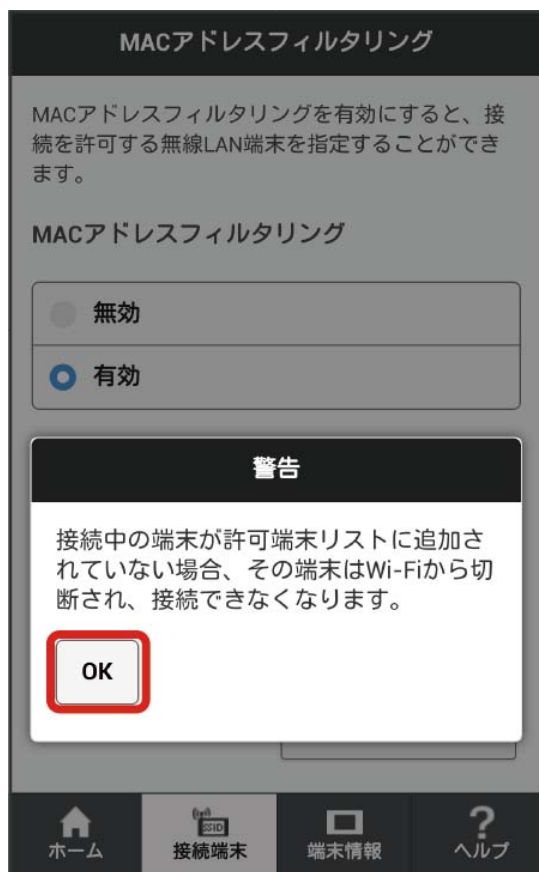 MACアドレスフィルタリング
MACアドレスフィルタリングを有効にすると、接
続を許可する無線LAN端末を指定することができ
ます。
MACアドレスフィルタリング
無効
有効
警告
接続中の端末が許可端末リストに追加さ
れていない場合、その端末はWi-Fiから切
断され、接続できなくなります。
OK
SSID
ホーム
接続端末
端末情報
?
ヘルプ